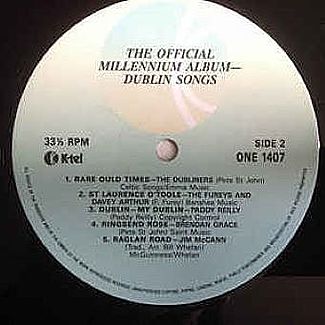 THE OFFICIAL
MILLENNIUM ALBUM—
DUBLIN SONGS
33⅓ RPM
SIDE 2
K-tel
ONE 1407
1. RARE OULD TIMES—THE DUBLINERS (Pete St John)
Celtic Songs/Emma Music
2. ST LAURENCE O'TOOLE—THE FUREYS AND
DAVEY ARTHUR (F. Furey) Banshee Music
3. DUBLIN—MY DUBLIN—PADDY REILLY
(Paddy Reilly) Copyright Control
4. RINGSEND ROSE—BRENDAN GRACE
(Pete St John) Saint Music
5. RAGLAN ROAD—JIM McCANN
(Trad., Arr. Bill Whelan)
McGuinness/Whelan